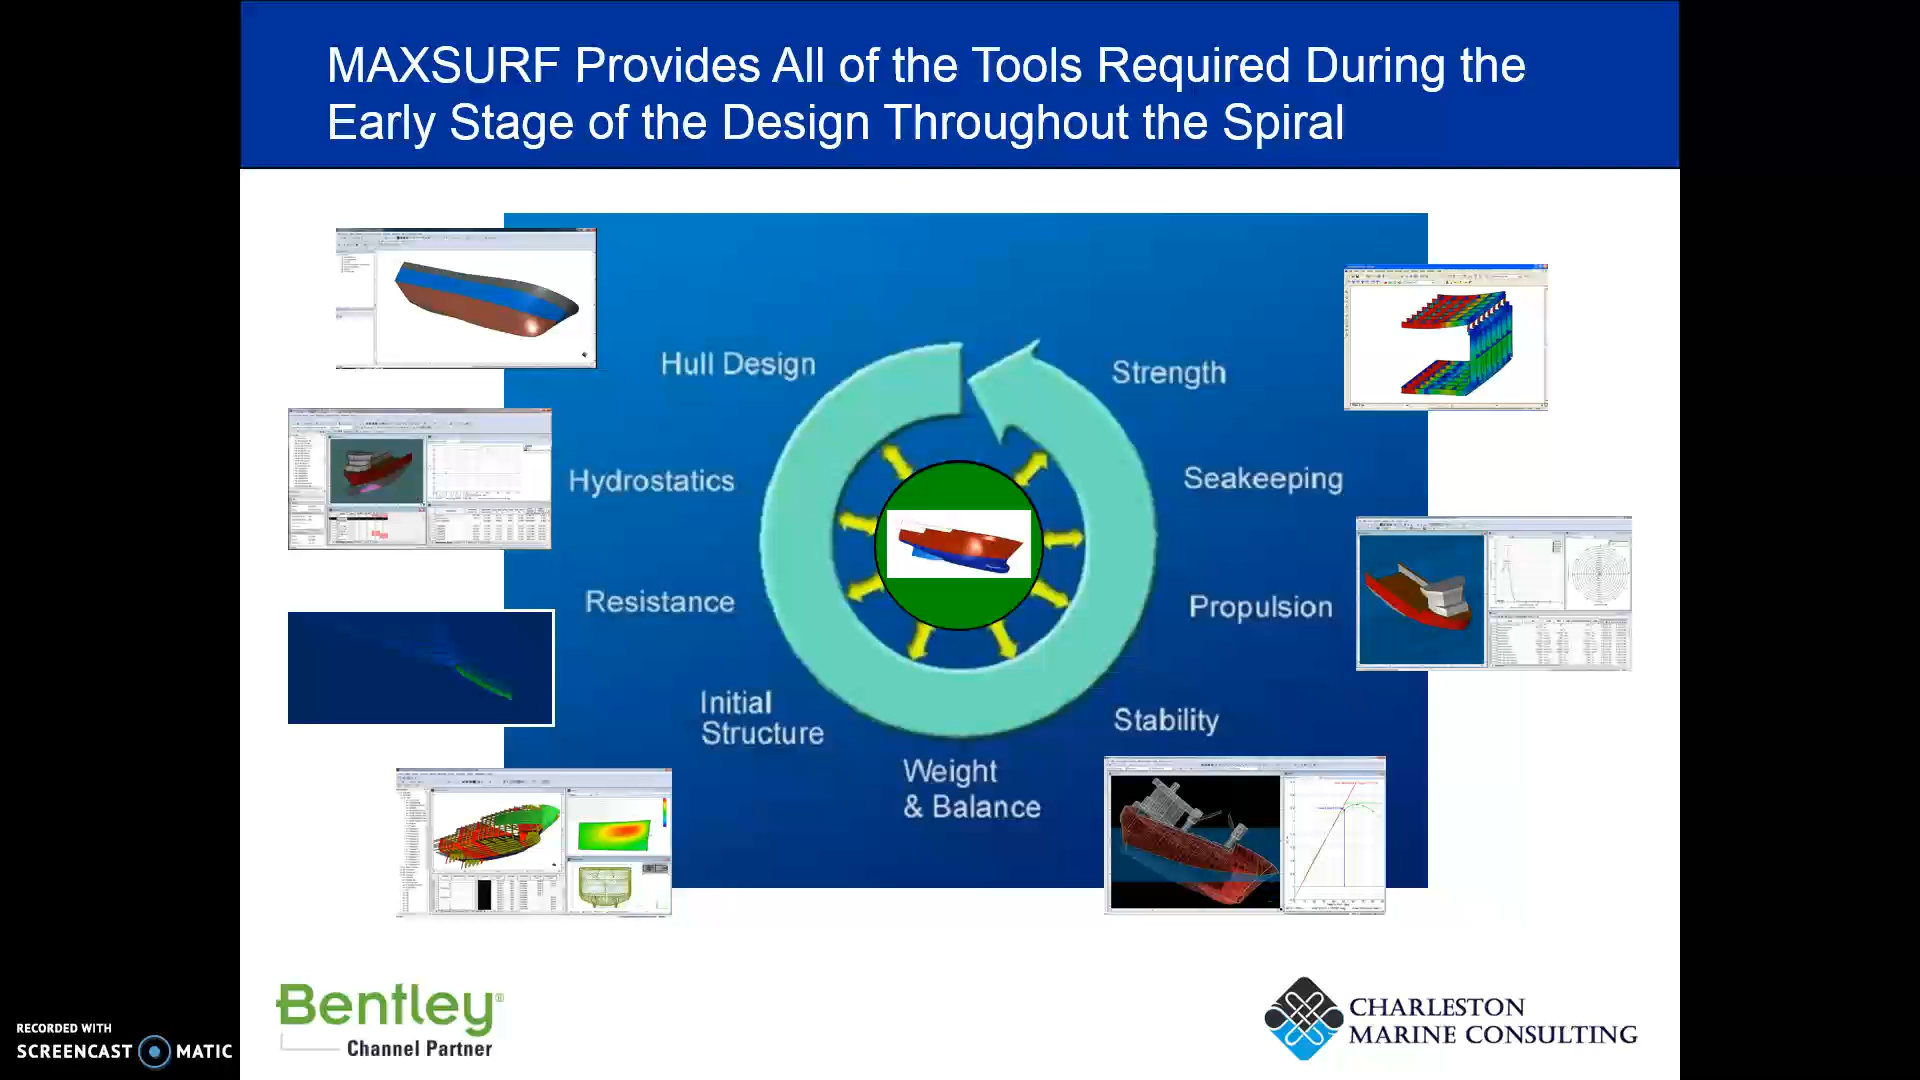 MAXSURF Provides All of the Tools Required During the
Early Stage of the Design Throughout the Spiral
Hull Design
Strength
Hydrostatics
Seakeeping
Resistance
Propulsion
Initial
Structure
Stability
Weight
& Balance
Bentley®
Channel Partner
CHARLESTON
MARINE CONSULTING
RECORDED WITH
SCREENCAST MATIC